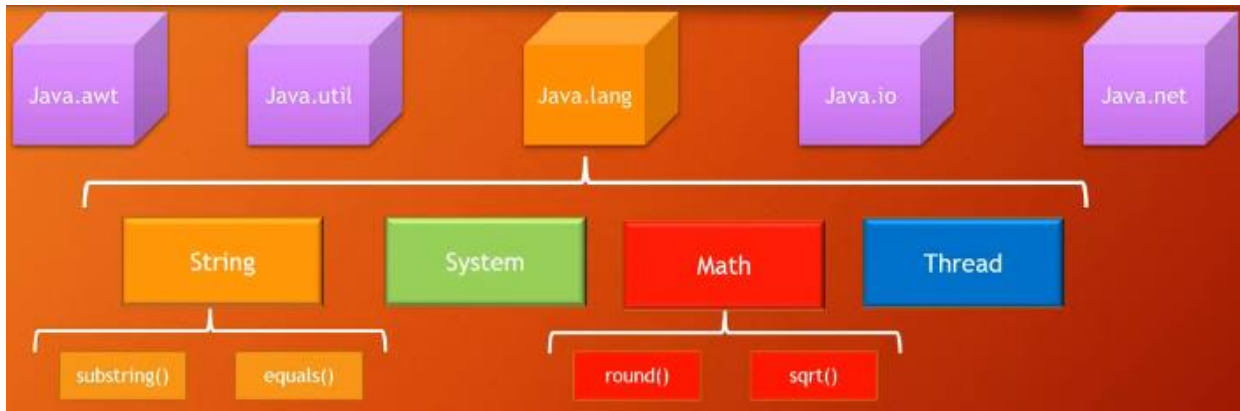 Java.awt
Java.util
Java.lang
Java.io
Java.net
String
System
Math
Thread
substring()
equals()
round()
sqrt()